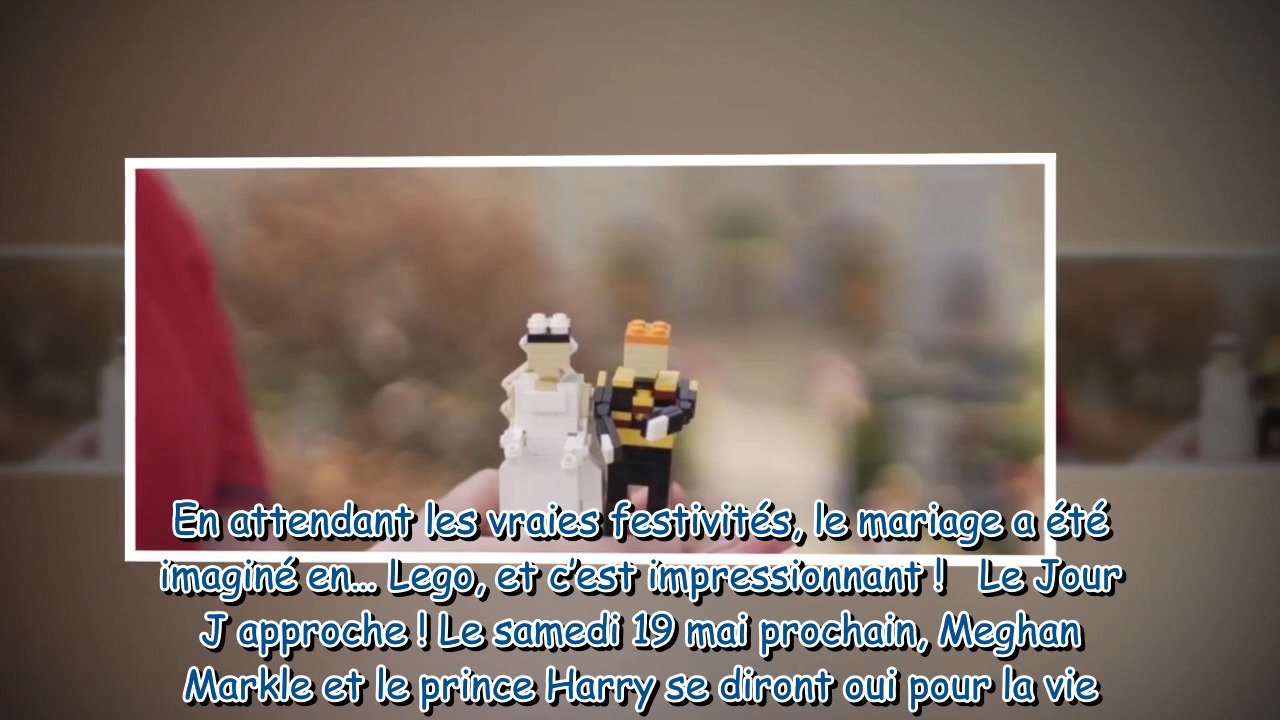 En attendant les vraies festivités, le mariage a été
imaginé en... Lego, et c’est impressionnant !   Le Jour
J approche ! Le samedi 19 mai prochain, Meghan
Markle et le prince Harry se diront oui pour la vie